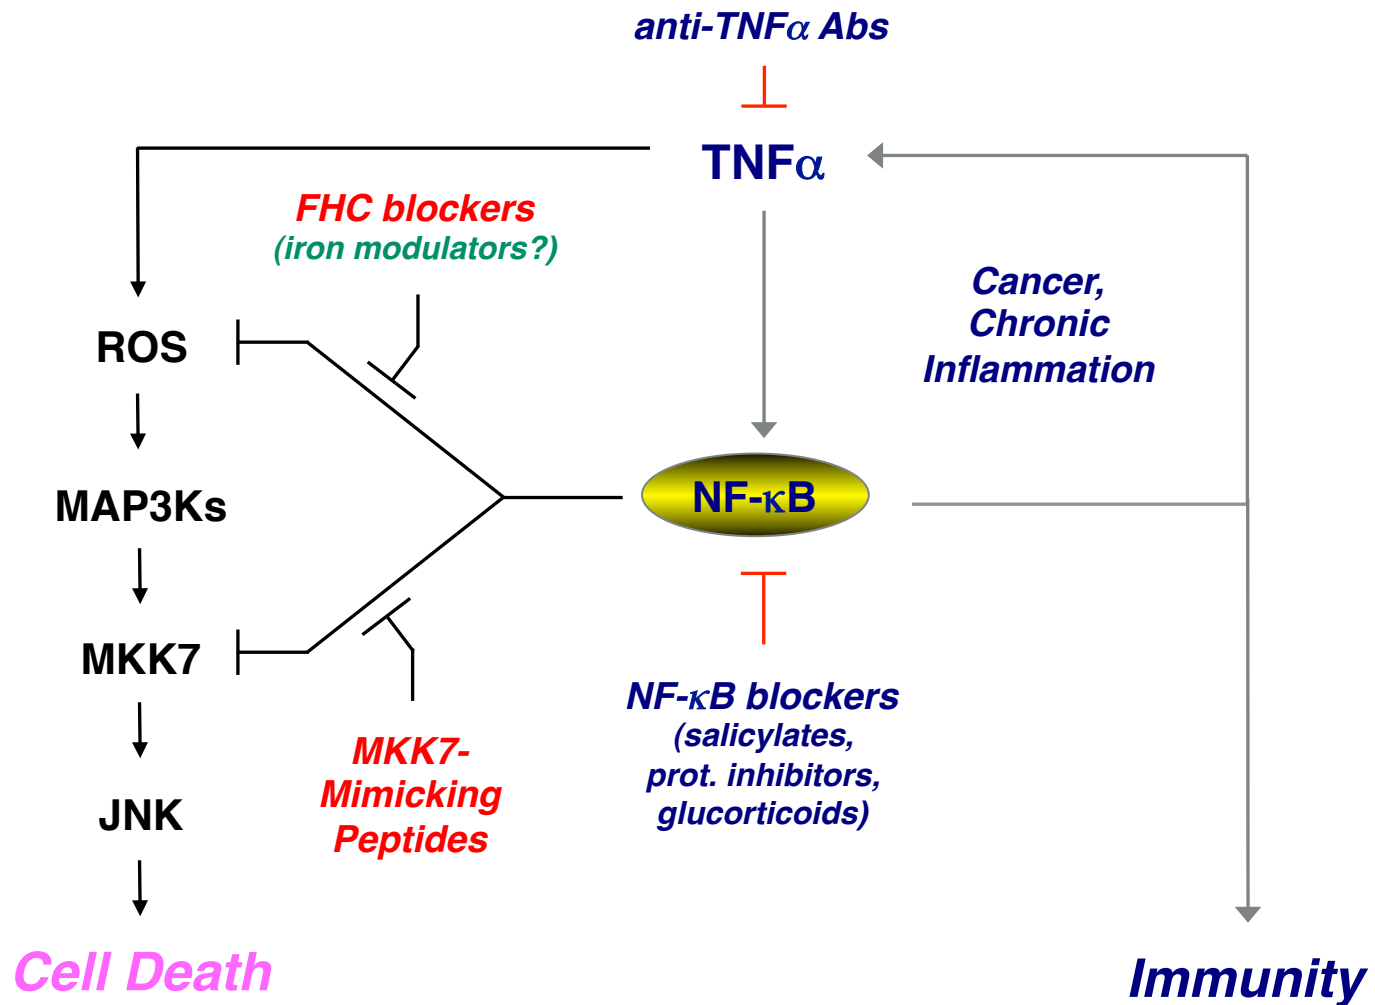 anti-TNFα Abs
TNFα
FHC blockers
(iron modulators?)
Cancer,
Chronic
Inflammation
ROS
MAP3Ks
NF-κB
MKK7
NF-κB blockers
(salicylates,
prot. inhibitors,
glucorticoids)
MKK7-
Mimicking
Peptides
JNK
Cell Death
Immunity